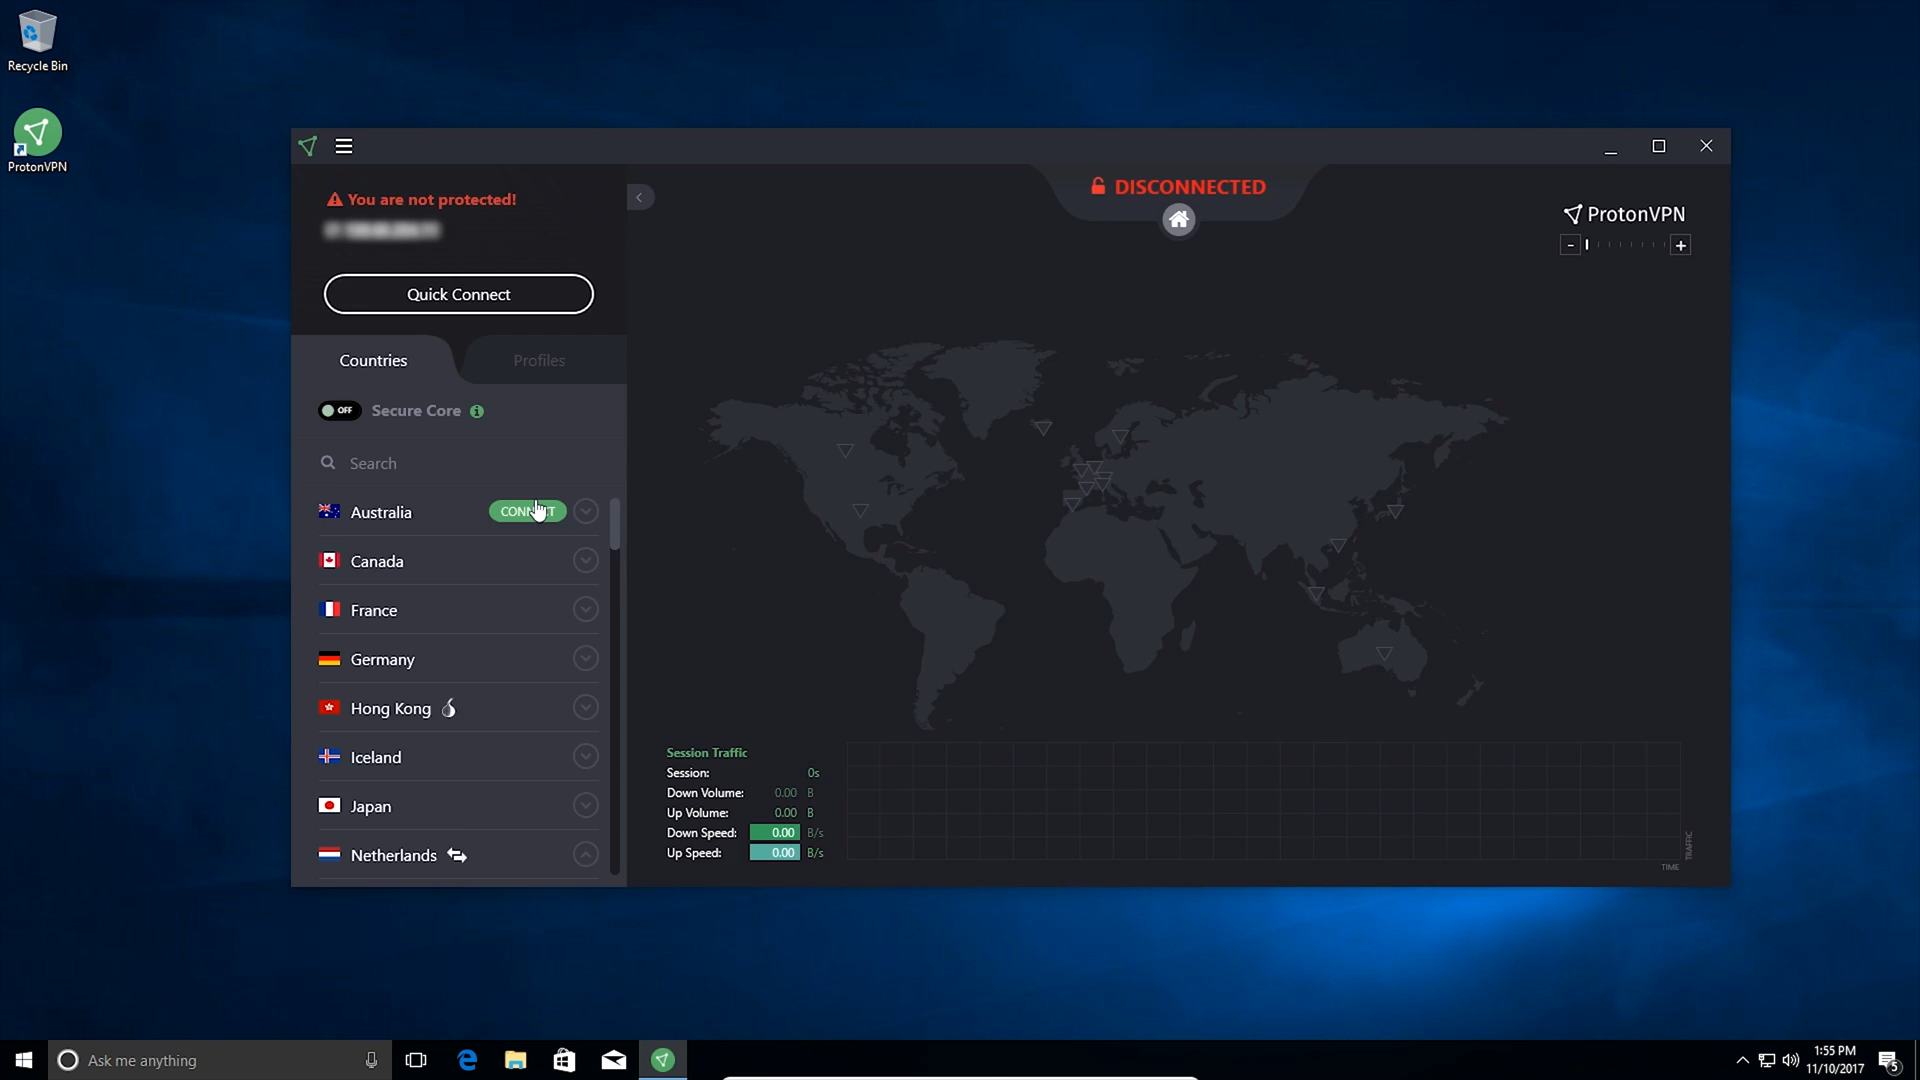 Recycle Bin
ProtonVPN
You are not protected!
Quick Connect
Countries
Profiles
OFF
Secure Core
Search
Australia
Canada
France
Germany
Hong Kong
Iceland
Japan
Netherlands
DISCONNECTED
ProtonVPN
- +
Session Traffic
Session: 0s
Down Volume: 0.00 B
Up Volume: 0.00 B
Down Speed: 0.00 B/s
Up Speed: 0.00 B/s
TRAFFIC
TIME
Ask me anything
1:55 PM
11/10/2017
5